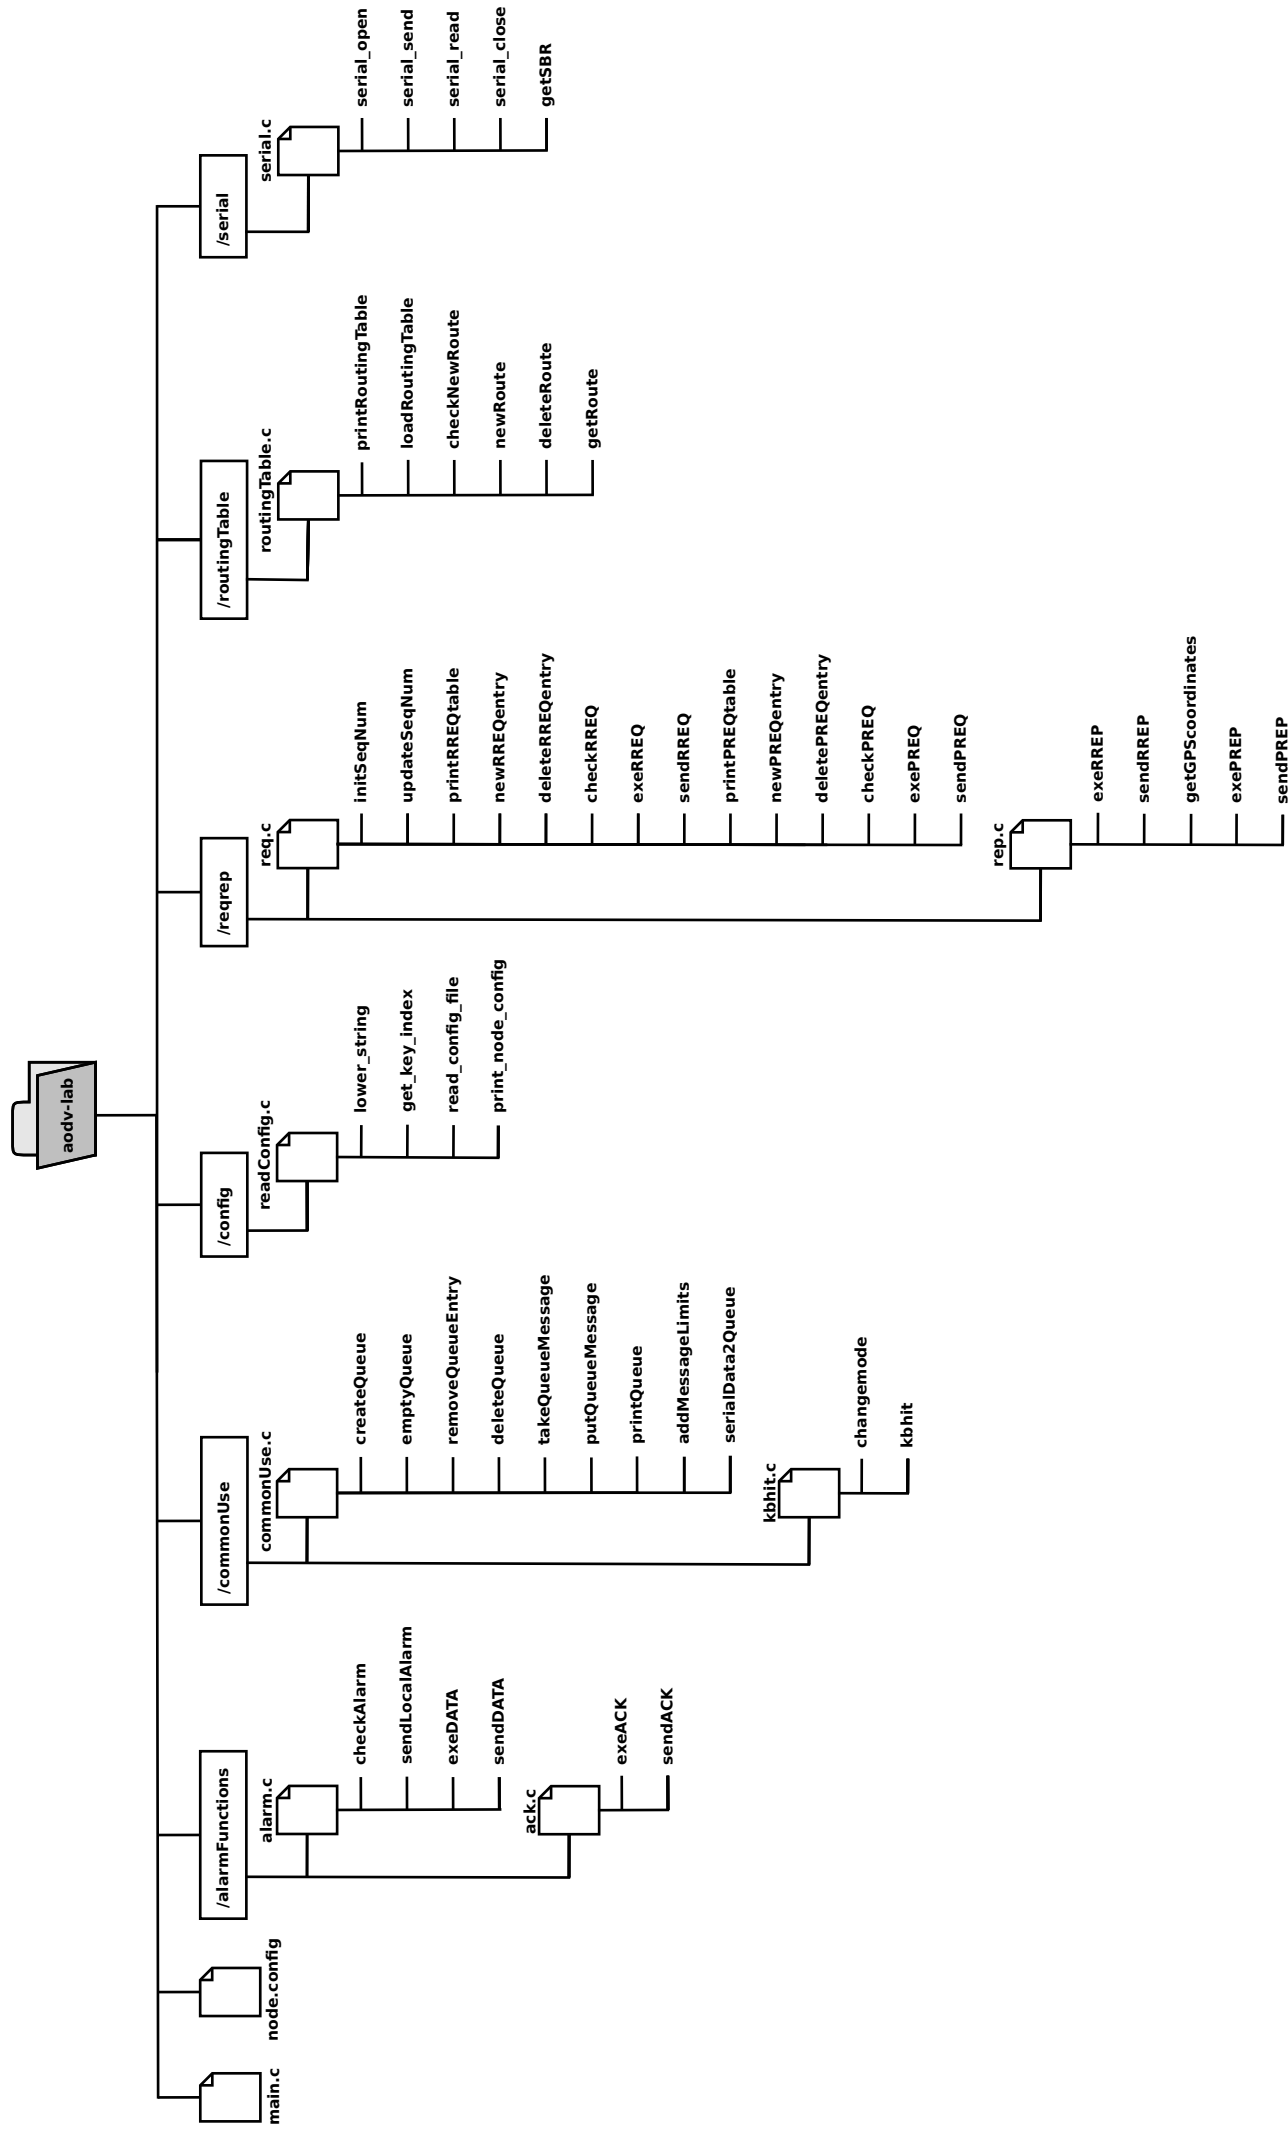 aodv-lab
main.c
node.config
/alarmFunctions
alarm.c
checkAlarm
sendLocalAlarm
exeDATA
sendDATA
ack.c
exeACK
sendACK
/commonUse
commonUse.c
createQueue
emptyQueue
removeQueueEntry
deleteQueue
takeQueueMessage
putQueueMessage
printQueue
addMessageLimits
serialData2Queue
kbhit.c
changemode
kbhit
/config
readConfig.c
lower_string
get_key_index
read_config_file
print_node_config
/reqrep
req.c
initSeqNum
updateSeqNum
printRREQtable
newRREQentry
deleteRREQentry
checkRREQ
exeRREQ
sendRREQ
printPREQtable
newPREQentry
deletePREQentry
checkPREQ
exePREQ
sendPREQ
rep.c
exeRREP
sendRREP
getGPScoordinates
exePREP
sendPREP
/routingTable
routingTable.c
printRoutingTable
loadRoutingTable
checkNewRoute
newRoute
deleteRoute
getRoute
/serial
serial.c
serial_open
serial_send
serial_read
serial_close
getSBR